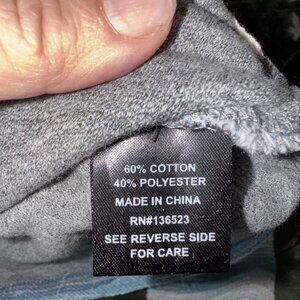 60% COTTON
40% POLYESTER
MADE IN CHINA
RN#136523
SEE REVERSE SIDE
FOR CARE